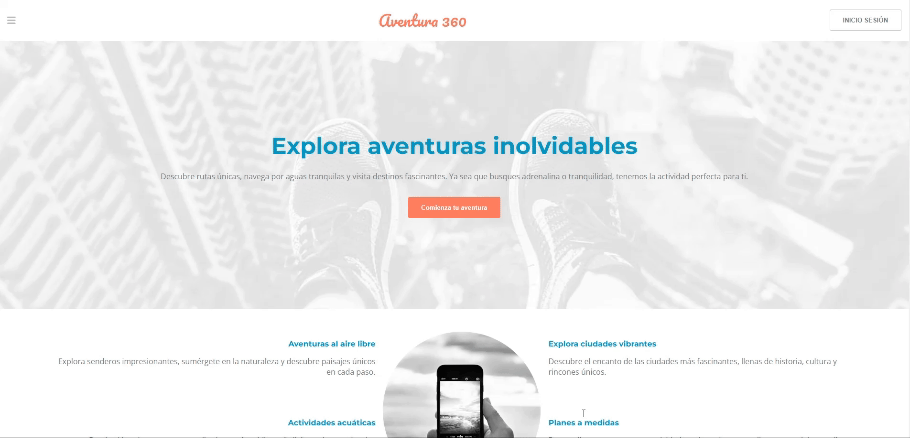 Aventura 360
INICIO SESIÓN
Explora aventuras inolvidables
Descubre rutas únicas, navega por aguas tranquilas y visita destinos fascinantes. Ya sea que busques adrenalina o tranquilidad, tenemos la actividad perfecta para ti.
Comienza tu aventura
Aventuras al aire libre
Explora senderos impresionantes, sumérgete en la naturaleza y descubre paisajes únicos
en cada paso.
Explora ciudades vibrantes
Descubre el encanto de las ciudades más fascinantes, llenas de historia, cultura y
rincones únicos.
Actividades acuáticas
Planes a medidas